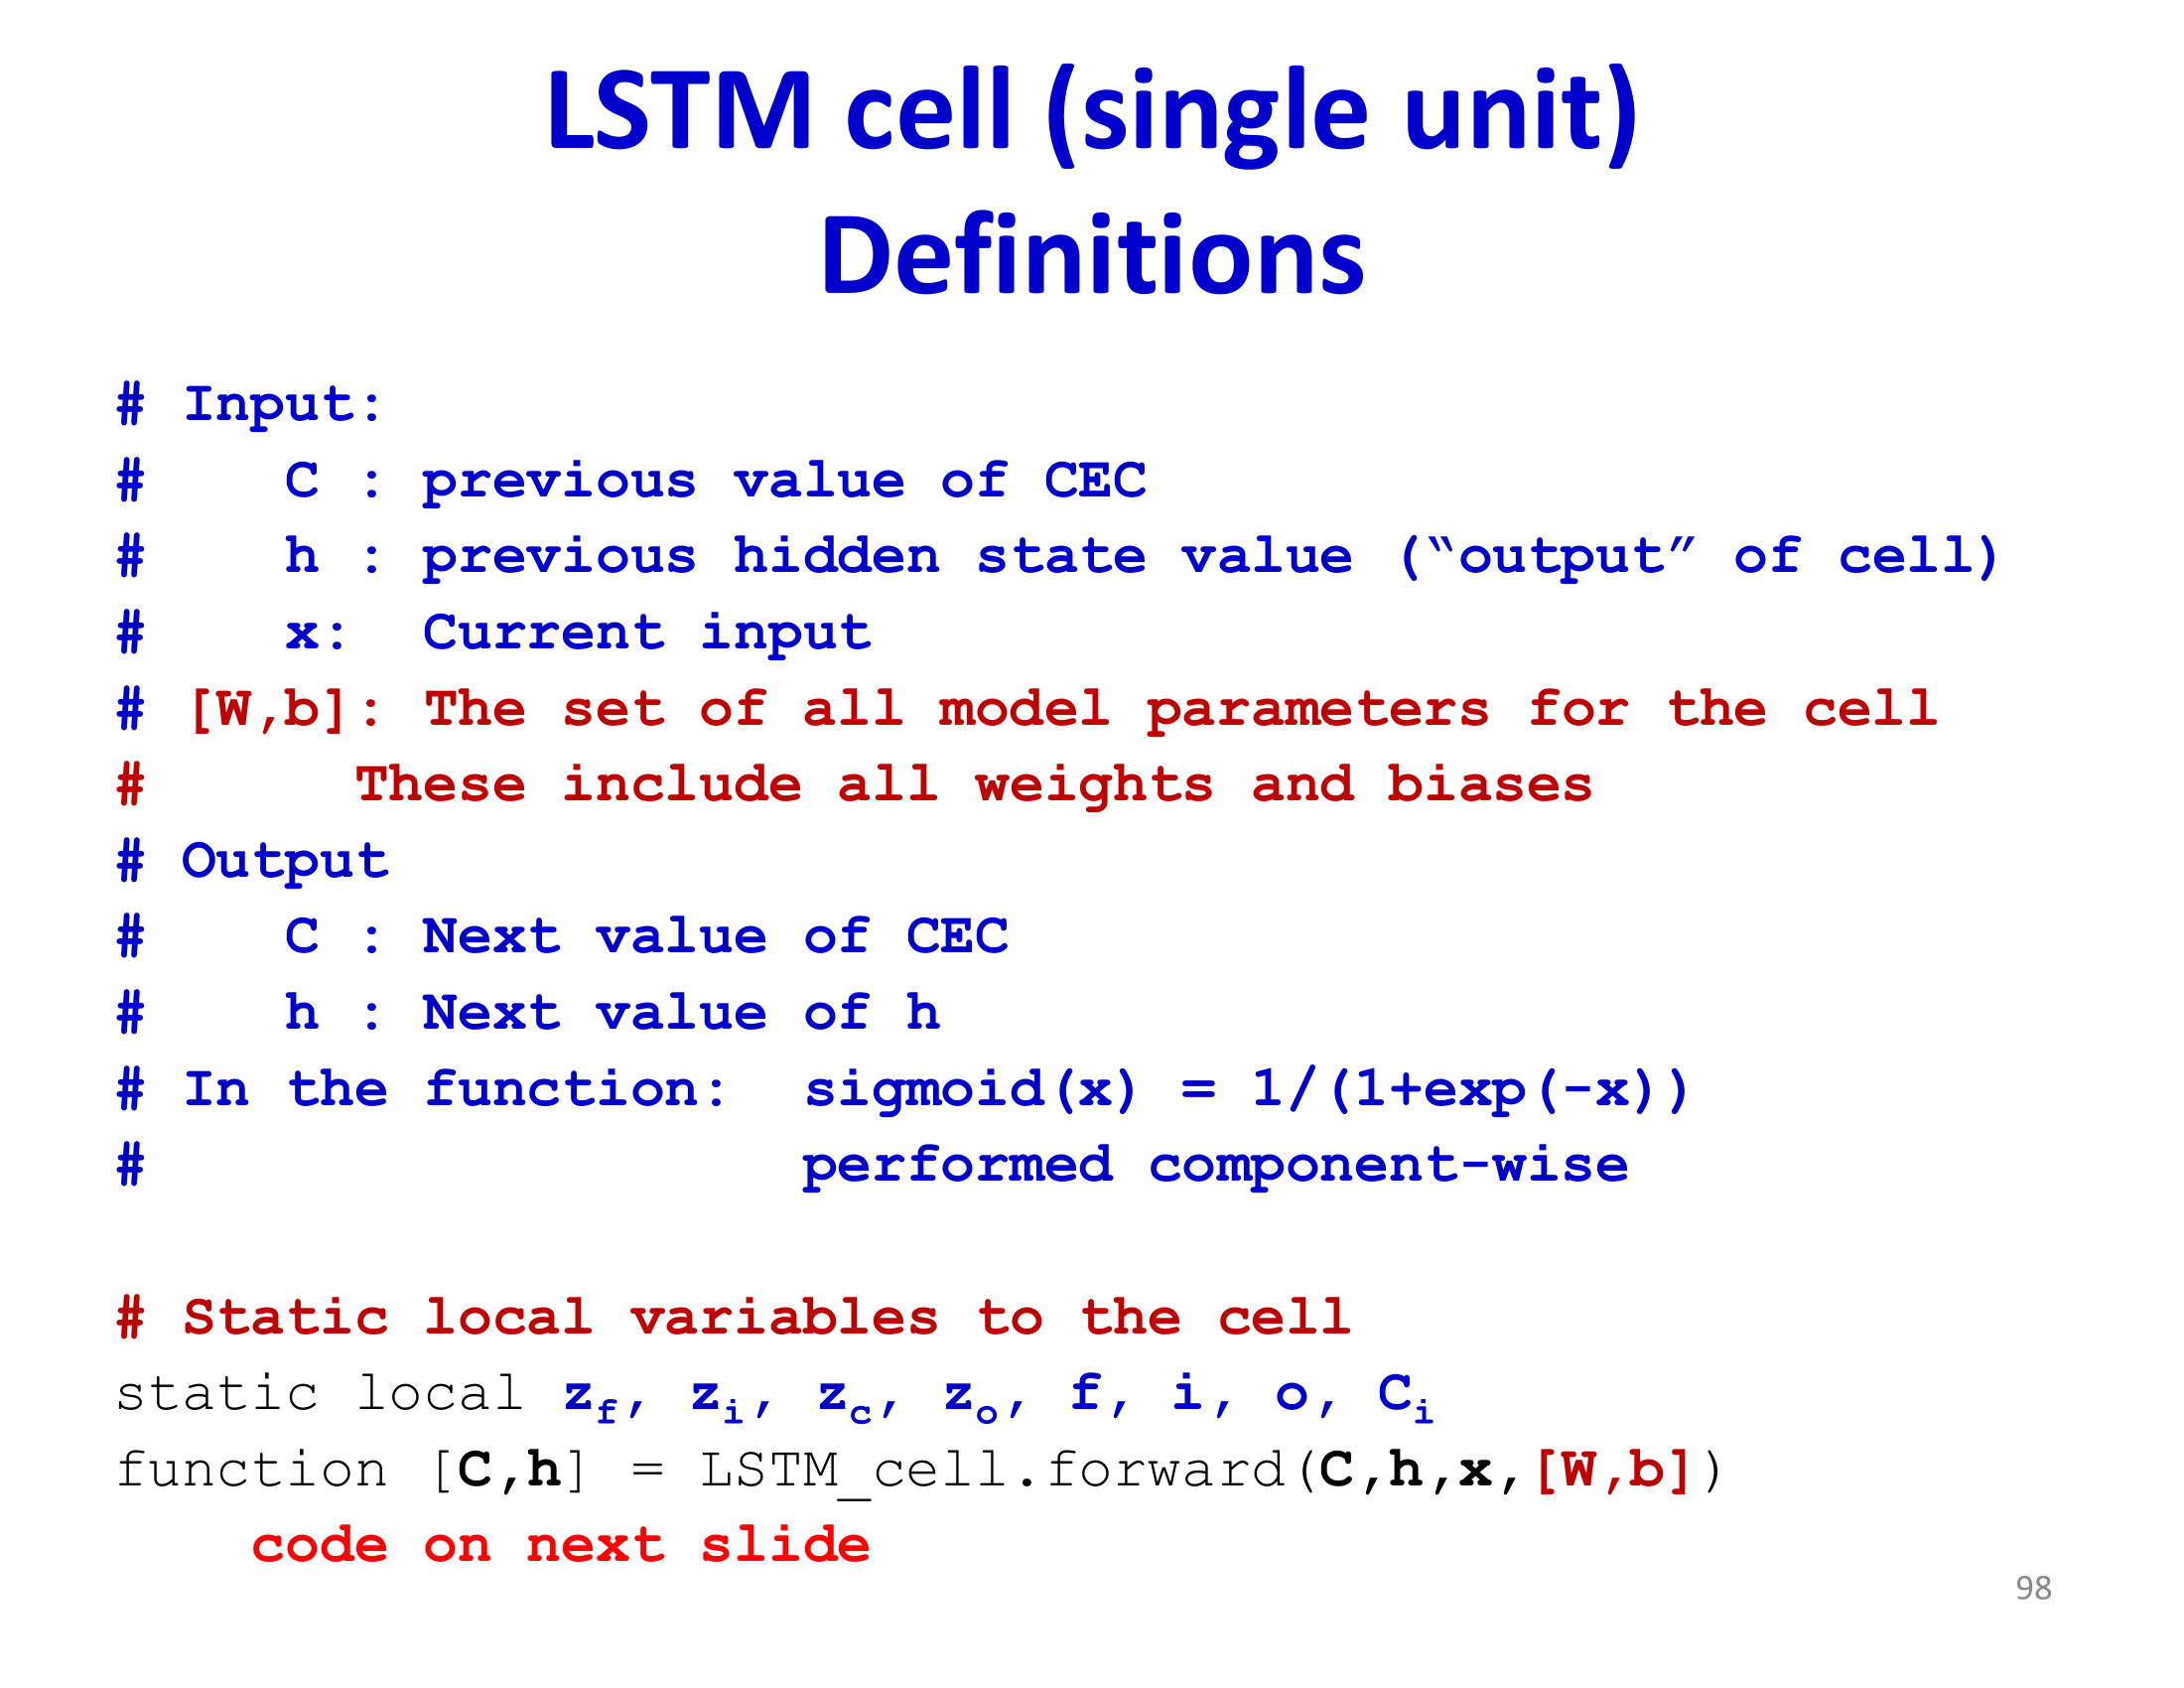 LSTM cell (single unit)
Definitions
# Input:
#    C : previous value of CEC
#    h : previous hidden state value (“output” of cell)
#    x:  Current input
# [W,b]: The set of all model parameters for the cell
#      These include all weights and biases
# Output
#    C : Next value of CEC
#    h : Next value of h
# In the function:  sigmoid(x) = 1/(1+exp(-x))
#                   performed component-wise
# Static local variables to the cell
static local z_f, z_i, z_c, z_o, f, i, o, C_i
function [C,h] = LSTM_cell.forward(C,h,x,[W,b])
    code on next slide
98